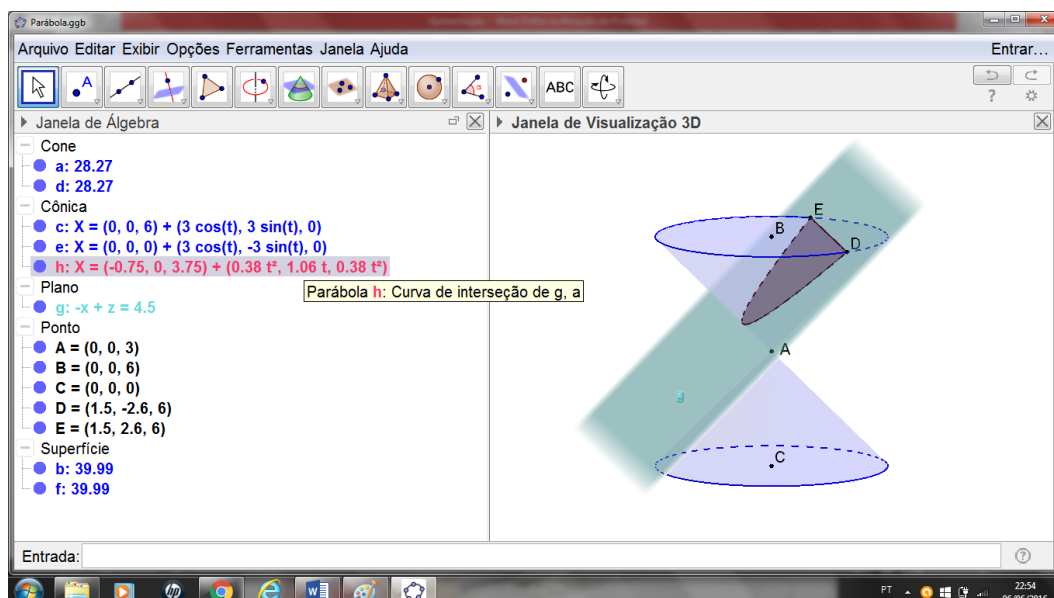 Parábola.ggb
Arquivo Editar Exibir Opções Ferramentas Janela Ajuda
Entrar...
A
α
ABC
?
Janela de Álgebra
Janela de Visualização 3D
Cone
a: 28.27
d: 28.27
Cônica
c: X = (0, 0, 6) + (3 cos(t), 3 sin(t), 0)
e: X = (0, 0, 0) + (3 cos(t), -3 sin(t), 0)
h: X = (-0.75, 0, 3.75) + (0.38 t², 1.06 t, 0.38 t²)
Parábola h: Curva de interseção de g, a
Plano
g: -x + z = 4.5
Ponto
A = (0, 0, 3)
B = (0, 0, 6)
C = (0, 0, 0)
D = (1.5, -2.6, 6)
E = (1.5, 2.6, 6)
Superfície
b: 39.99
f: 39.99
E
B
D
A
g
C
Entrada:
?
hp
W
PT
22:54
06/06/2016